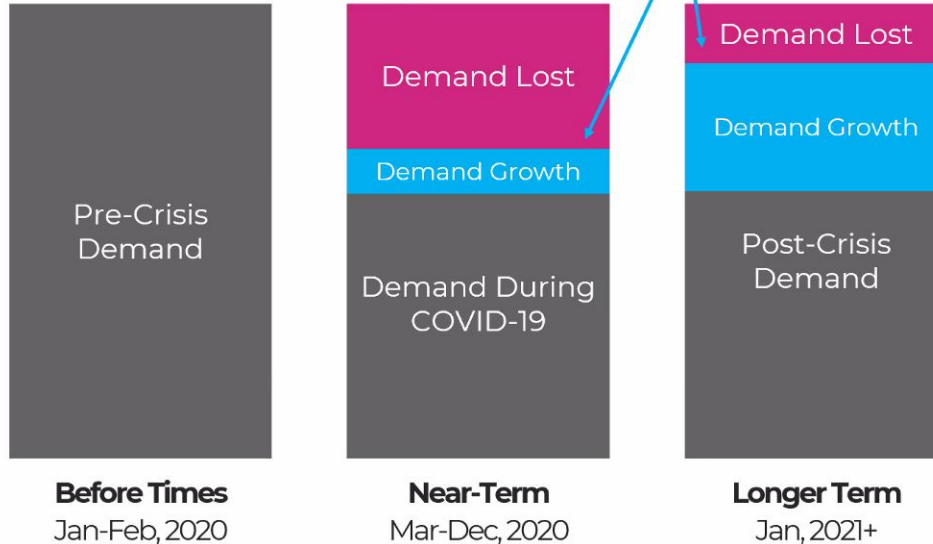 Pre-Crisis
Demand
Demand Lost
Demand Growth
Demand During
COVID-19
Demand Lost
Demand Growth
Post-Crisis
Demand
Before Times
Jan-Feb, 2020
Near-Term
Mar-Dec, 2020
Longer Term
Jan, 2021+